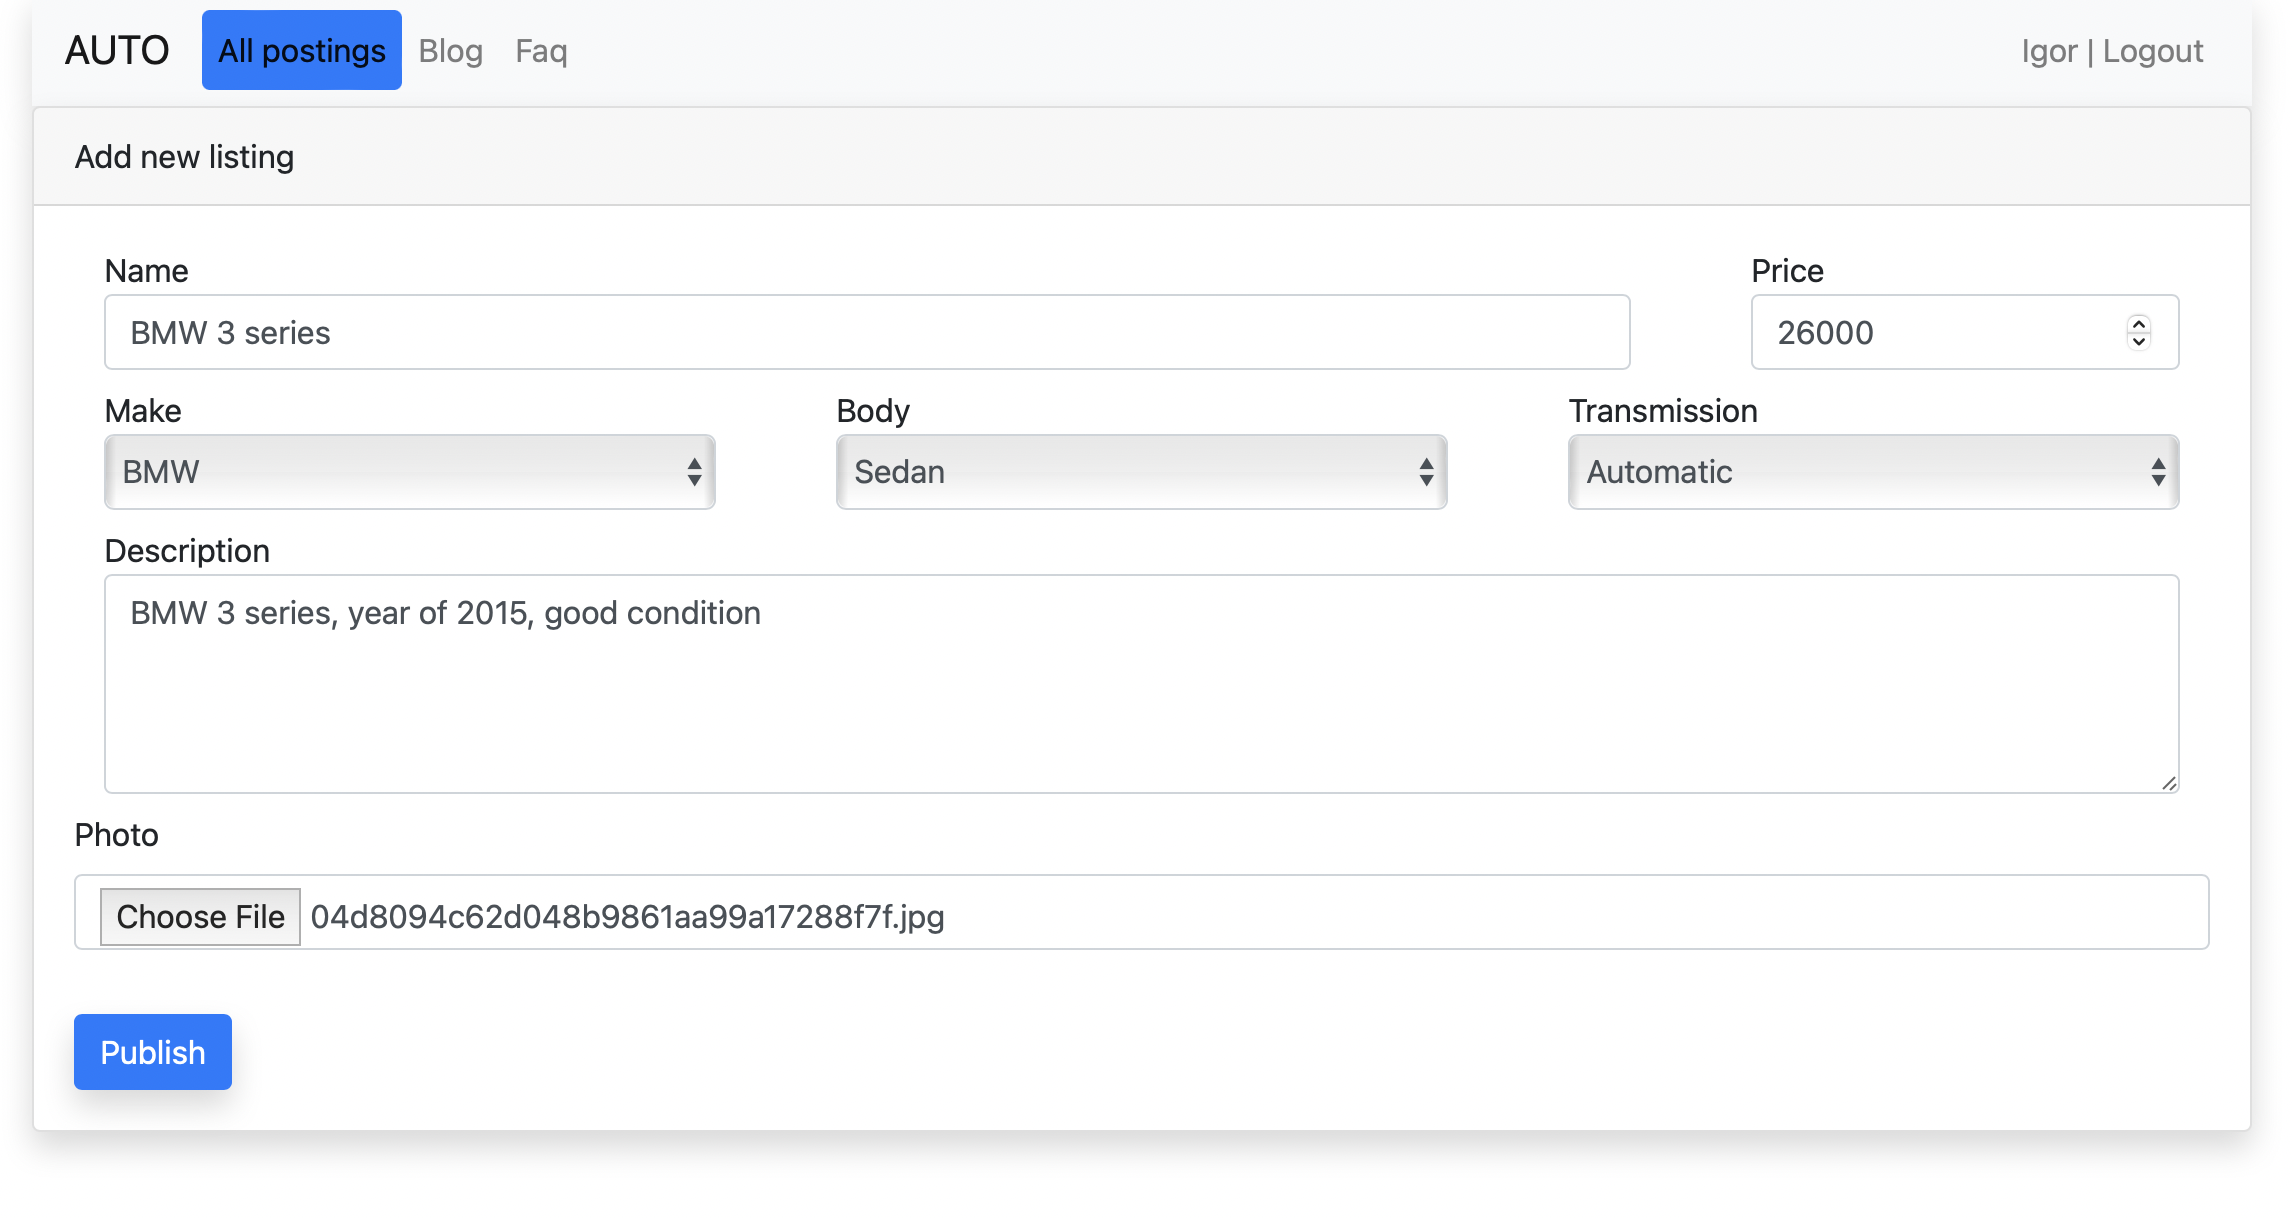 AUTO All postings Blog Faq Igor | Logout
Add new listing
Name Price
BMW 3 series 26000
Make Body Transmission
BMW Sedan Automatic
Description
BMW 3 series, year of 2015, good condition
Photo
Choose File 04d8094c62d048b9861aa99a17288f7f.jpg
Publish